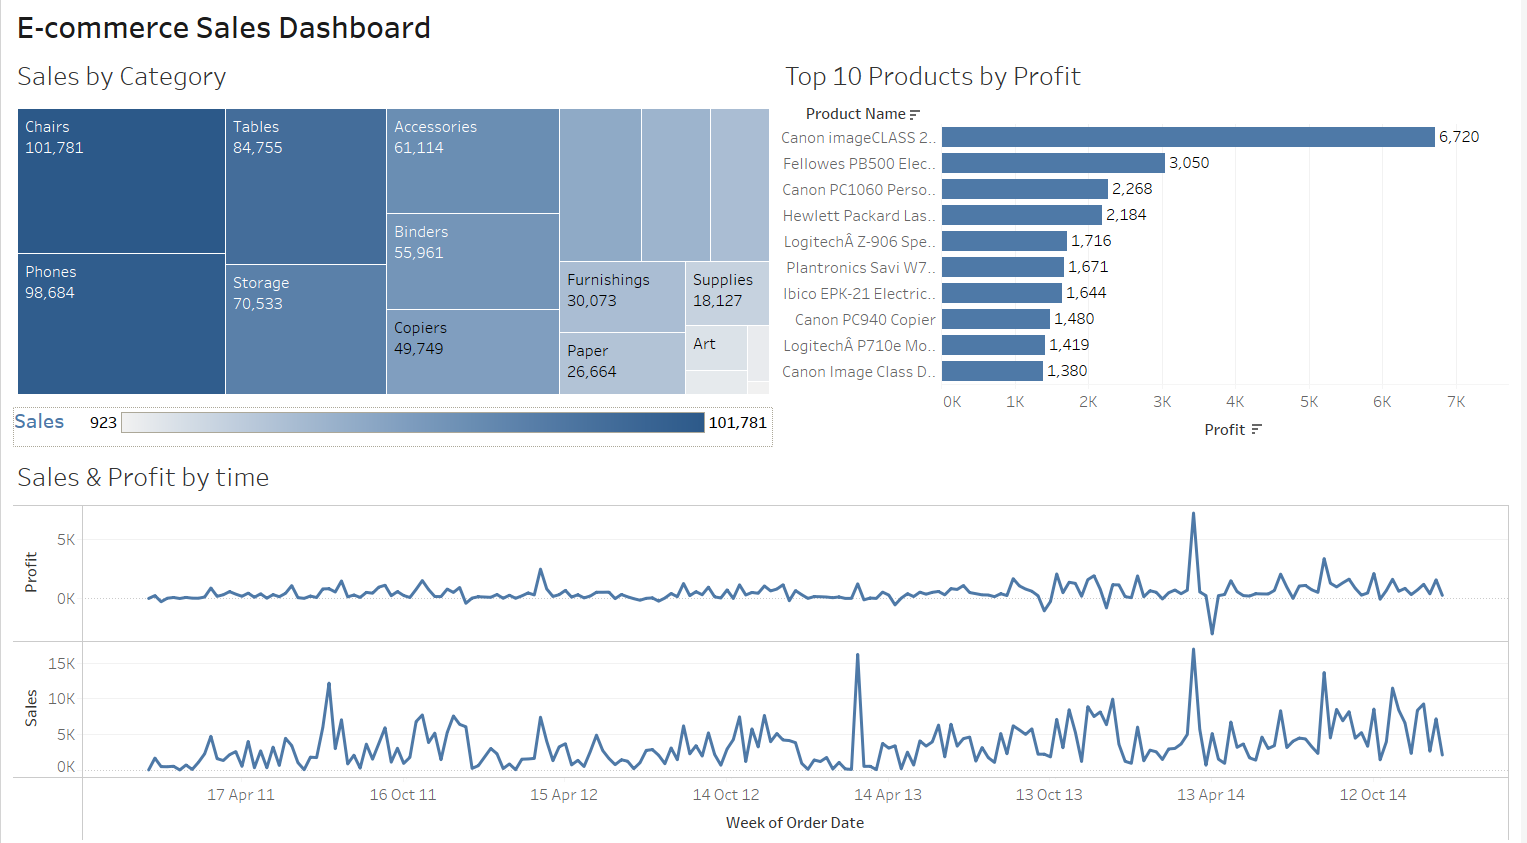 E-commerce Sales Dashboard
Sales by Category
Chairs
101,781
Phones
98,684
Tables
84,755
Storage
70,533
Accessories
61,114
Binders
55,961
Copiers
49,749
Furnishings
30,073
Paper
26,664
Supplies
18,127
Art
Sales 923 101,781
Top 10 Products by Profit
Product Name
Canon imageCLASS 2.. 6,720
Fellowes PB500 Elec.. 3,050
Canon PC1060 Perso.. 2,268
Hewlett Packard Las.. 2,184
LogitechÂ Z-906 Spe.. 1,716
Plantronics Savi W7.. 1,671
Ibico EPK-21 Electric.. 1,644
Canon PC940 Copier 1,480
LogitechÂ P710e Mo.. 1,419
Canon Image Class D.. 1,380
0K 1K 2K 3K 4K 5K 6K 7K
Profit
Sales & Profit by time
Profit
5K
0K
Sales
15K
10K
5K
0K
17 Apr 11 16 Oct 11 15 Apr 12 14 Oct 12 14 Apr 13 13 Oct 13 13 Apr 14 12 Oct 14
Week of Order Date